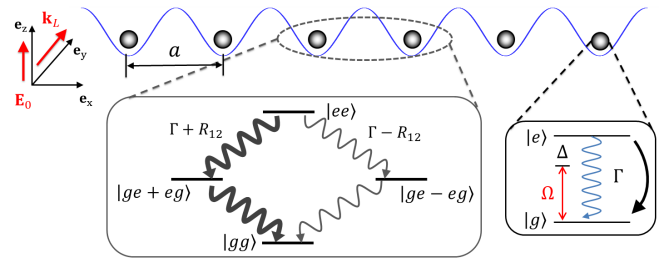 e_z
k_L
e_y
E_0
e_x
a
|ee⟩
Γ + R_12
Γ − R_12
|ge + eg⟩
|ge − eg⟩
|gg⟩
|e⟩
Δ
Ω
Γ
|g⟩